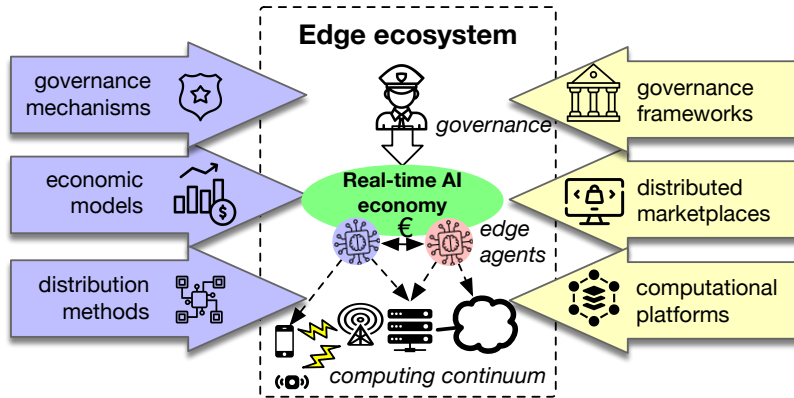 Edge ecosystem
governance
mechanisms
governance
governance
frameworks
economic
models
$
Real-time AI
economy
distributed
marketplaces
€
edge
agents
distribution
methods
computational
platforms
computing continuum